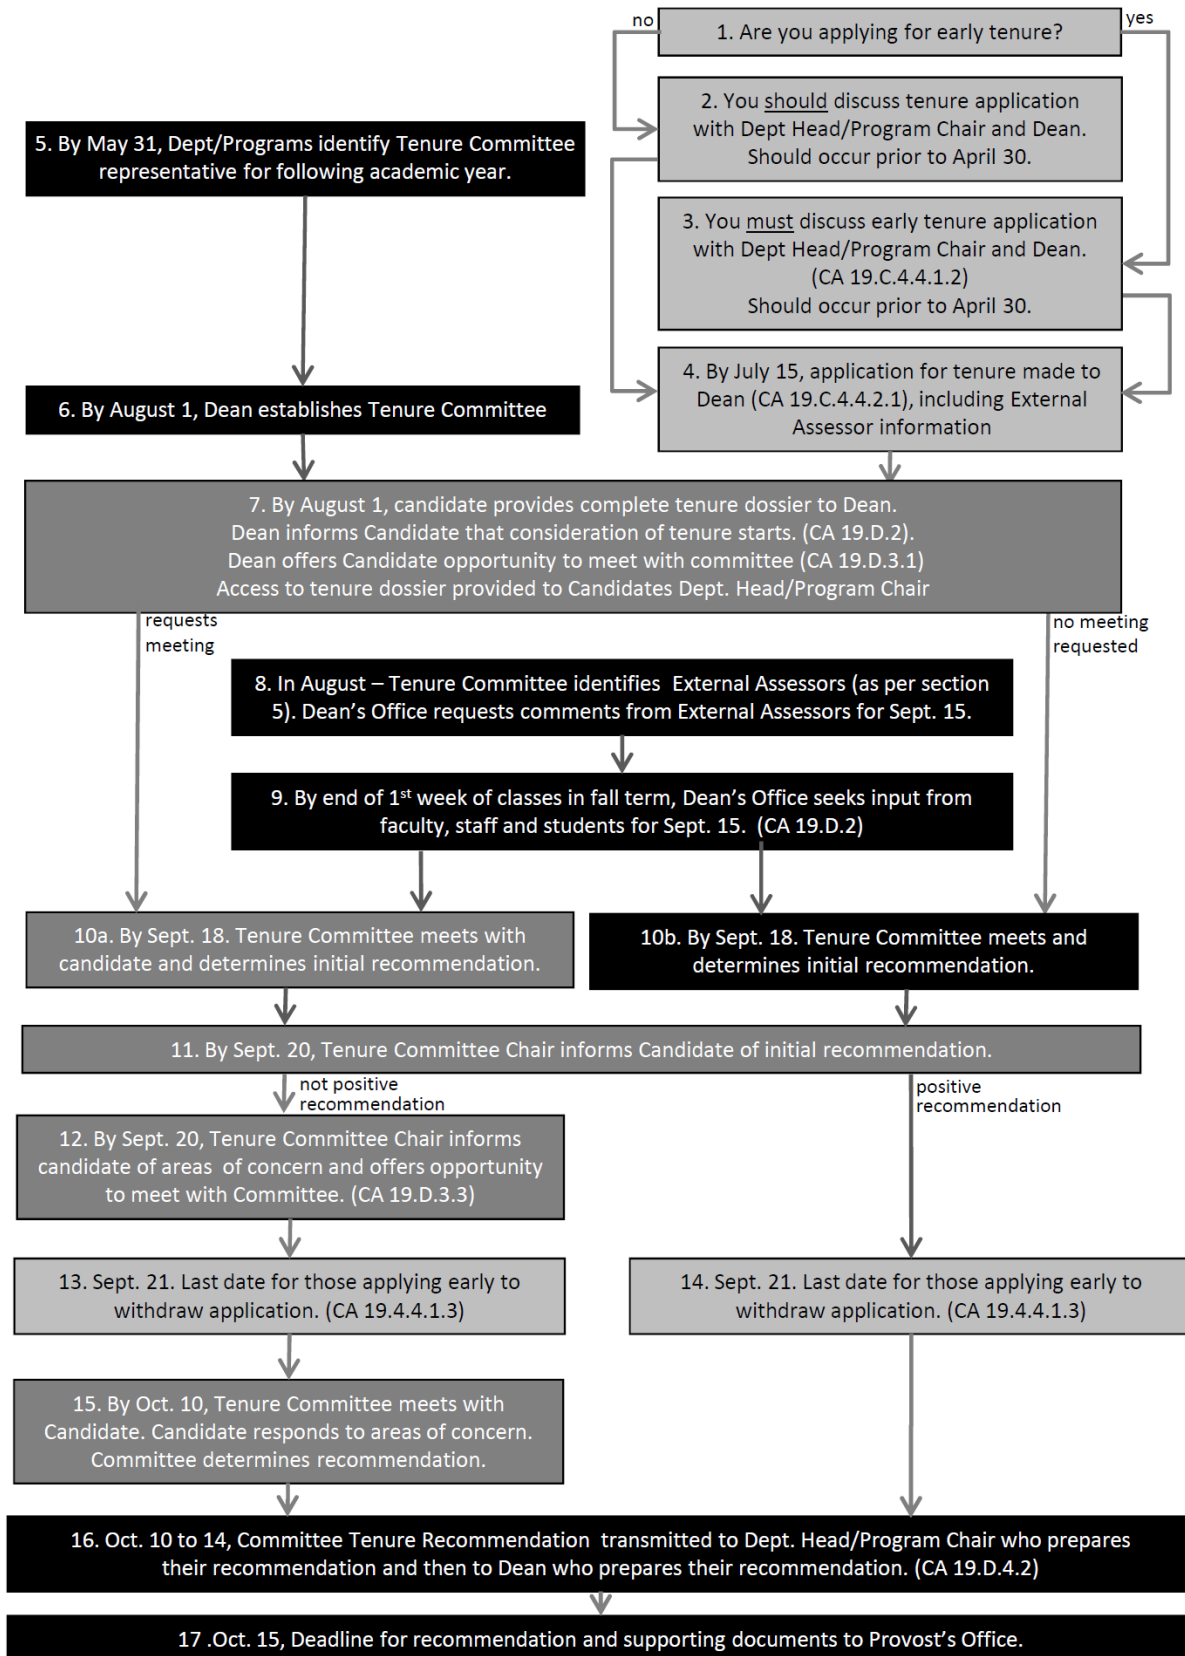 no
yes
1. Are you applying for early tenure?
2. You should discuss tenure application
with Dept Head/Program Chair and Dean.
Should occur prior to April 30.
3. You must discuss early tenure application
with Dept Head/Program Chair and Dean.
(CA 19.C.4.4.1.2)
Should occur prior to April 30.
4. By July 15, application for tenure made to
Dean (CA 19.C.4.4.2.1), including External
Assessor information
5. By May 31, Dept/Programs identify Tenure Committee
representative for following academic year.
6. By August 1, Dean establishes Tenure Committee
7. By August 1, candidate provides complete tenure dossier to Dean.
Dean informs Candidate that consideration of tenure starts. (CA 19.D.2).
Dean offers Candidate opportunity to meet with committee (CA 19.D.3.1)
Access to tenure dossier provided to Candidates Dept. Head/Program Chair
requests
meeting
no meeting
requested
8. In August – Tenure Committee identifies External Assessors (as per section
5). Dean's Office requests comments from External Assessors for Sept. 15.
9. By end of 1st week of classes in fall term, Dean's Office seeks input from
faculty, staff and students for Sept. 15. (CA 19.D.2)
10a. By Sept. 18. Tenure Committee meets with
candidate and determines initial recommendation.
10b. By Sept. 18. Tenure Committee meets and
determines initial recommendation.
11. By Sept. 20, Tenure Committee Chair informs Candidate of initial recommendation.
not positive
recommendation
positive
recommendation
12. By Sept. 20, Tenure Committee Chair informs
candidate of areas of concern and offers opportunity
to meet with Committee. (CA 19.D.3.3)
13. Sept. 21. Last date for those applying early to
withdraw application. (CA 19.4.4.1.3)
14. Sept. 21. Last date for those applying early to
withdraw application. (CA 19.4.4.1.3)
15. By Oct. 10, Tenure Committee meets with
Candidate. Candidate responds to areas of concern.
Committee determines recommendation.
16. Oct. 10 to 14, Committee Tenure Recommendation transmitted to Dept. Head/Program Chair who prepares
their recommendation and then to Dean who prepares their recommendation. (CA 19.D.4.2)
17 .Oct. 15, Deadline for recommendation and supporting documents to Provost's Office.